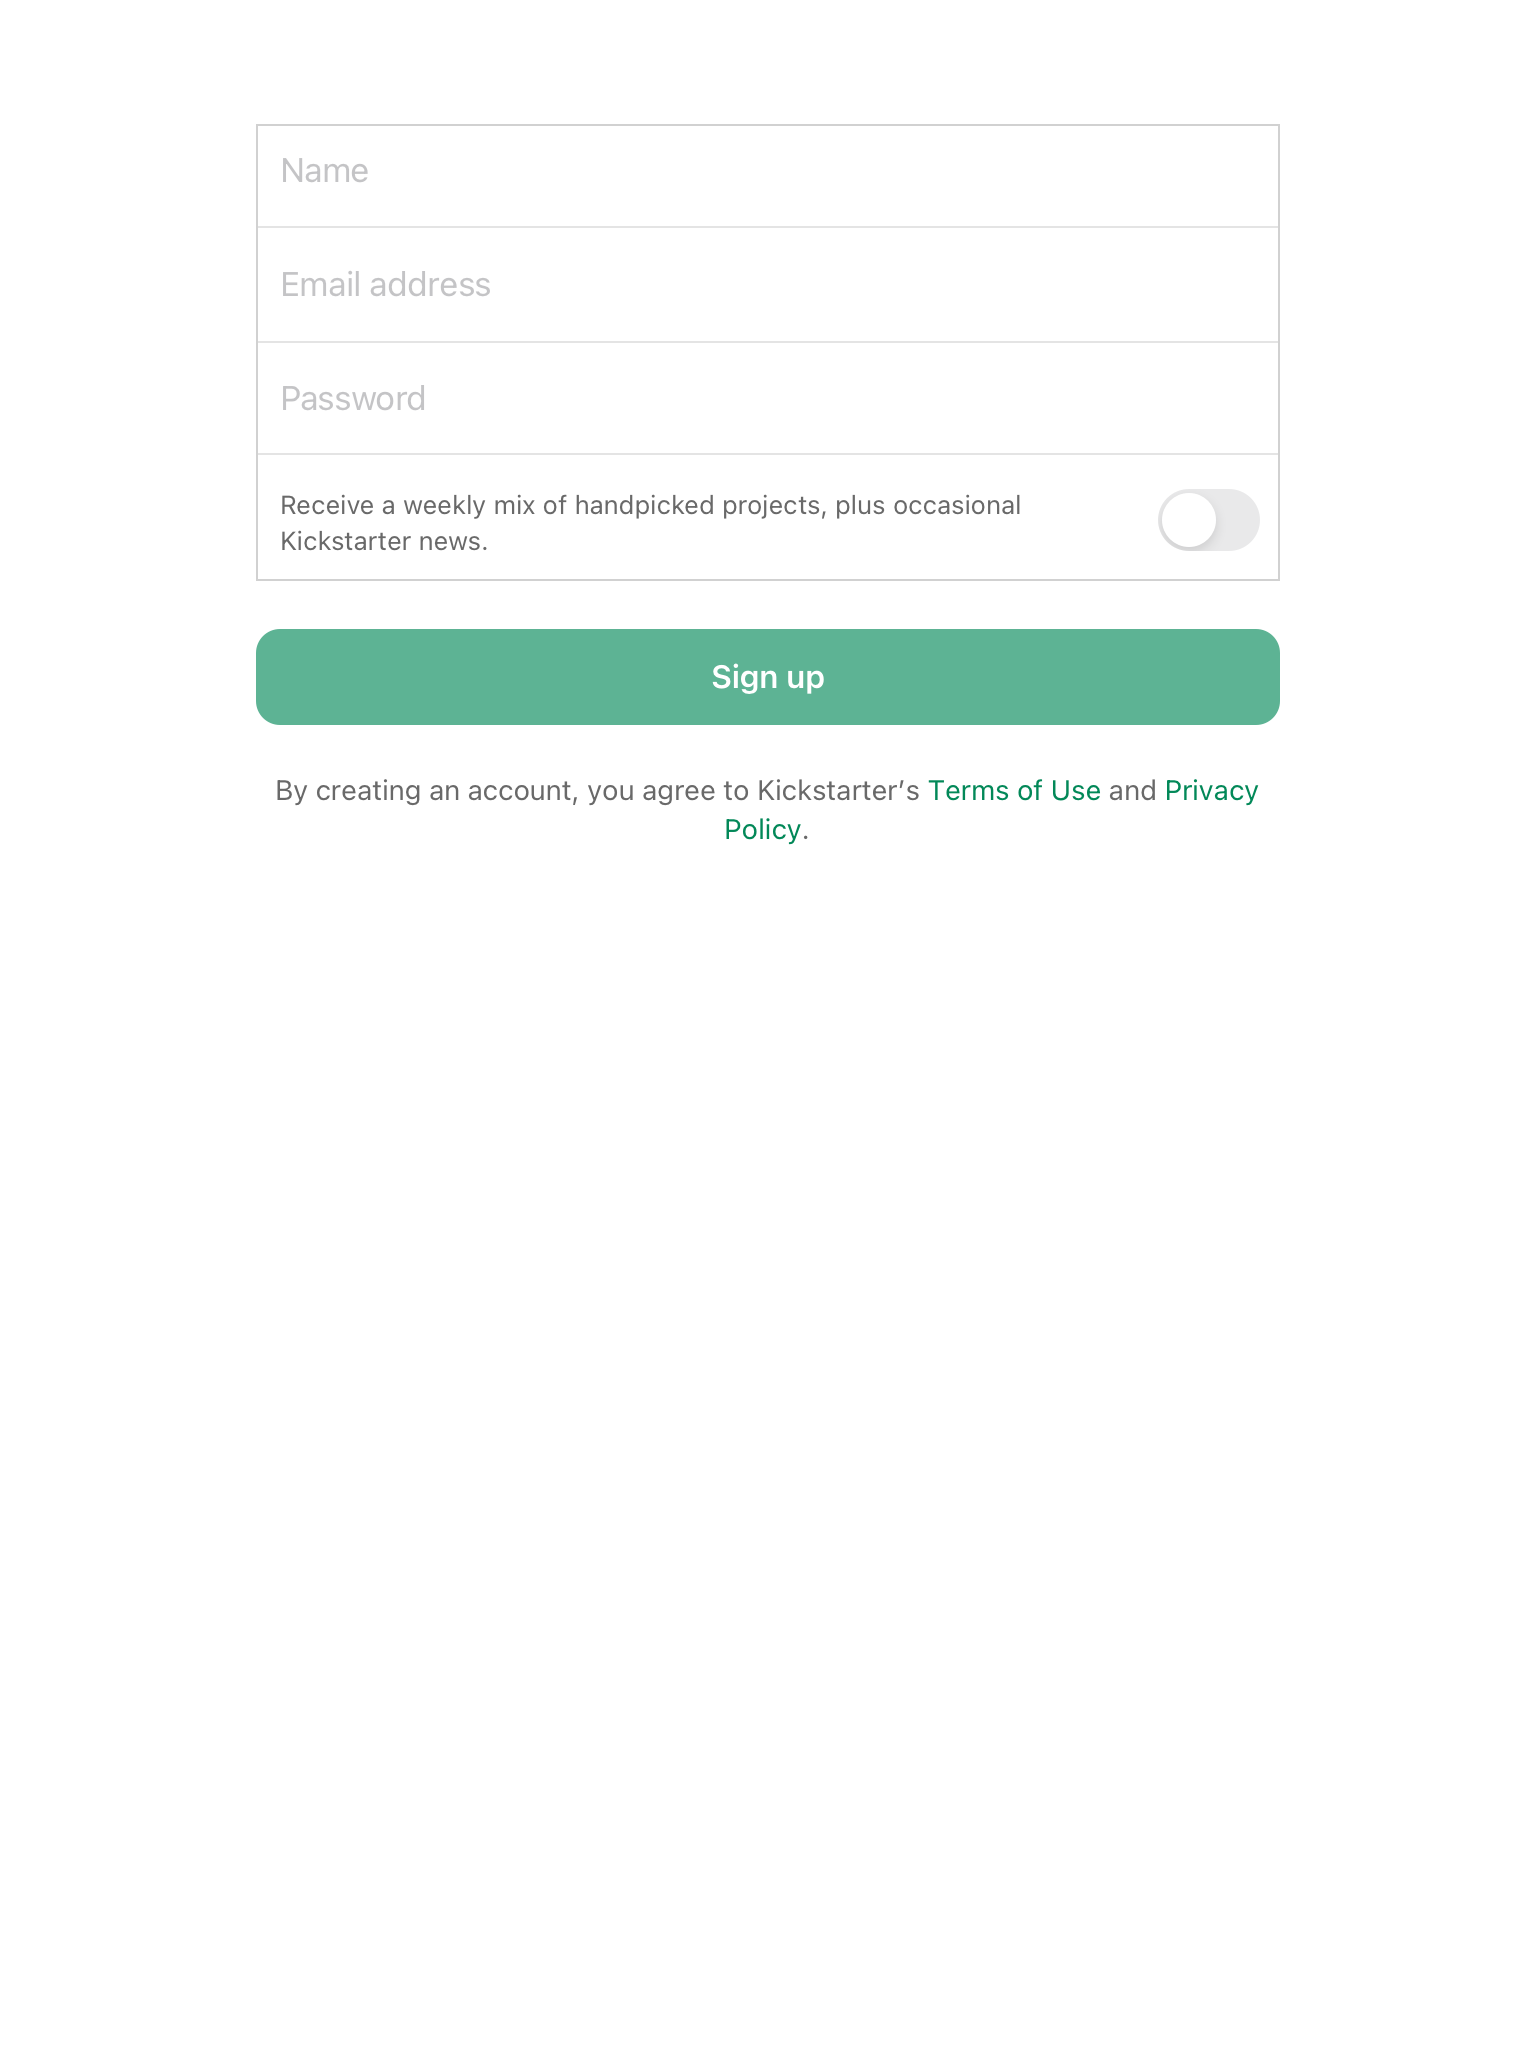 Name
Email address
Password
Receive a weekly mix of handpicked projects, plus occasional
Kickstarter news.
Sign up
By creating an account, you agree to Kickstarter’s Terms of Use and Privacy
Policy.